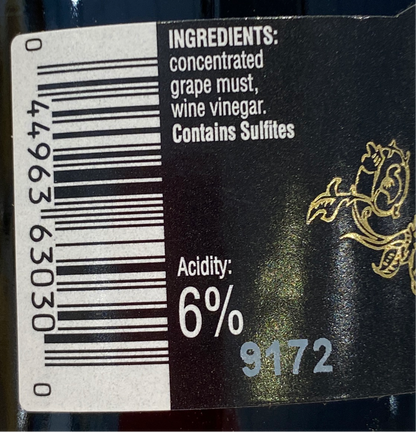 0 44963 63030 0
INGREDIENTS:
concentrated
grape must,
wine vinegar.
Contains Sulfites
Acidity:
6%
9172